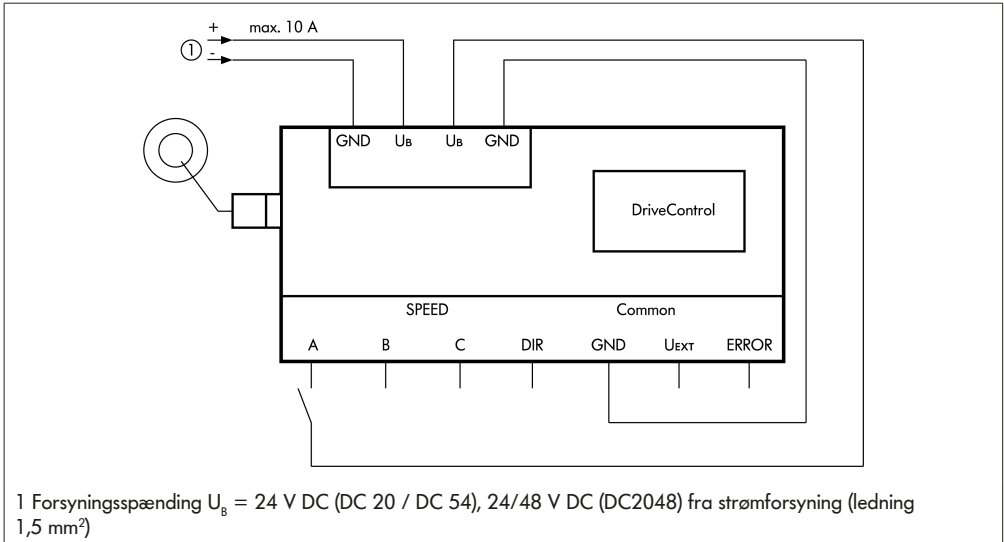 + max. 10 A
1 -
GND UB UB GND
DriveControl
SPEED Common
A B C DIR GND UEXT ERROR
1 Forsyningsspænding UB = 24 V DC (DC 20 / DC 54), 24/48 V DC (DC2048) fra strømforsyning (ledning
1,5 mm²)